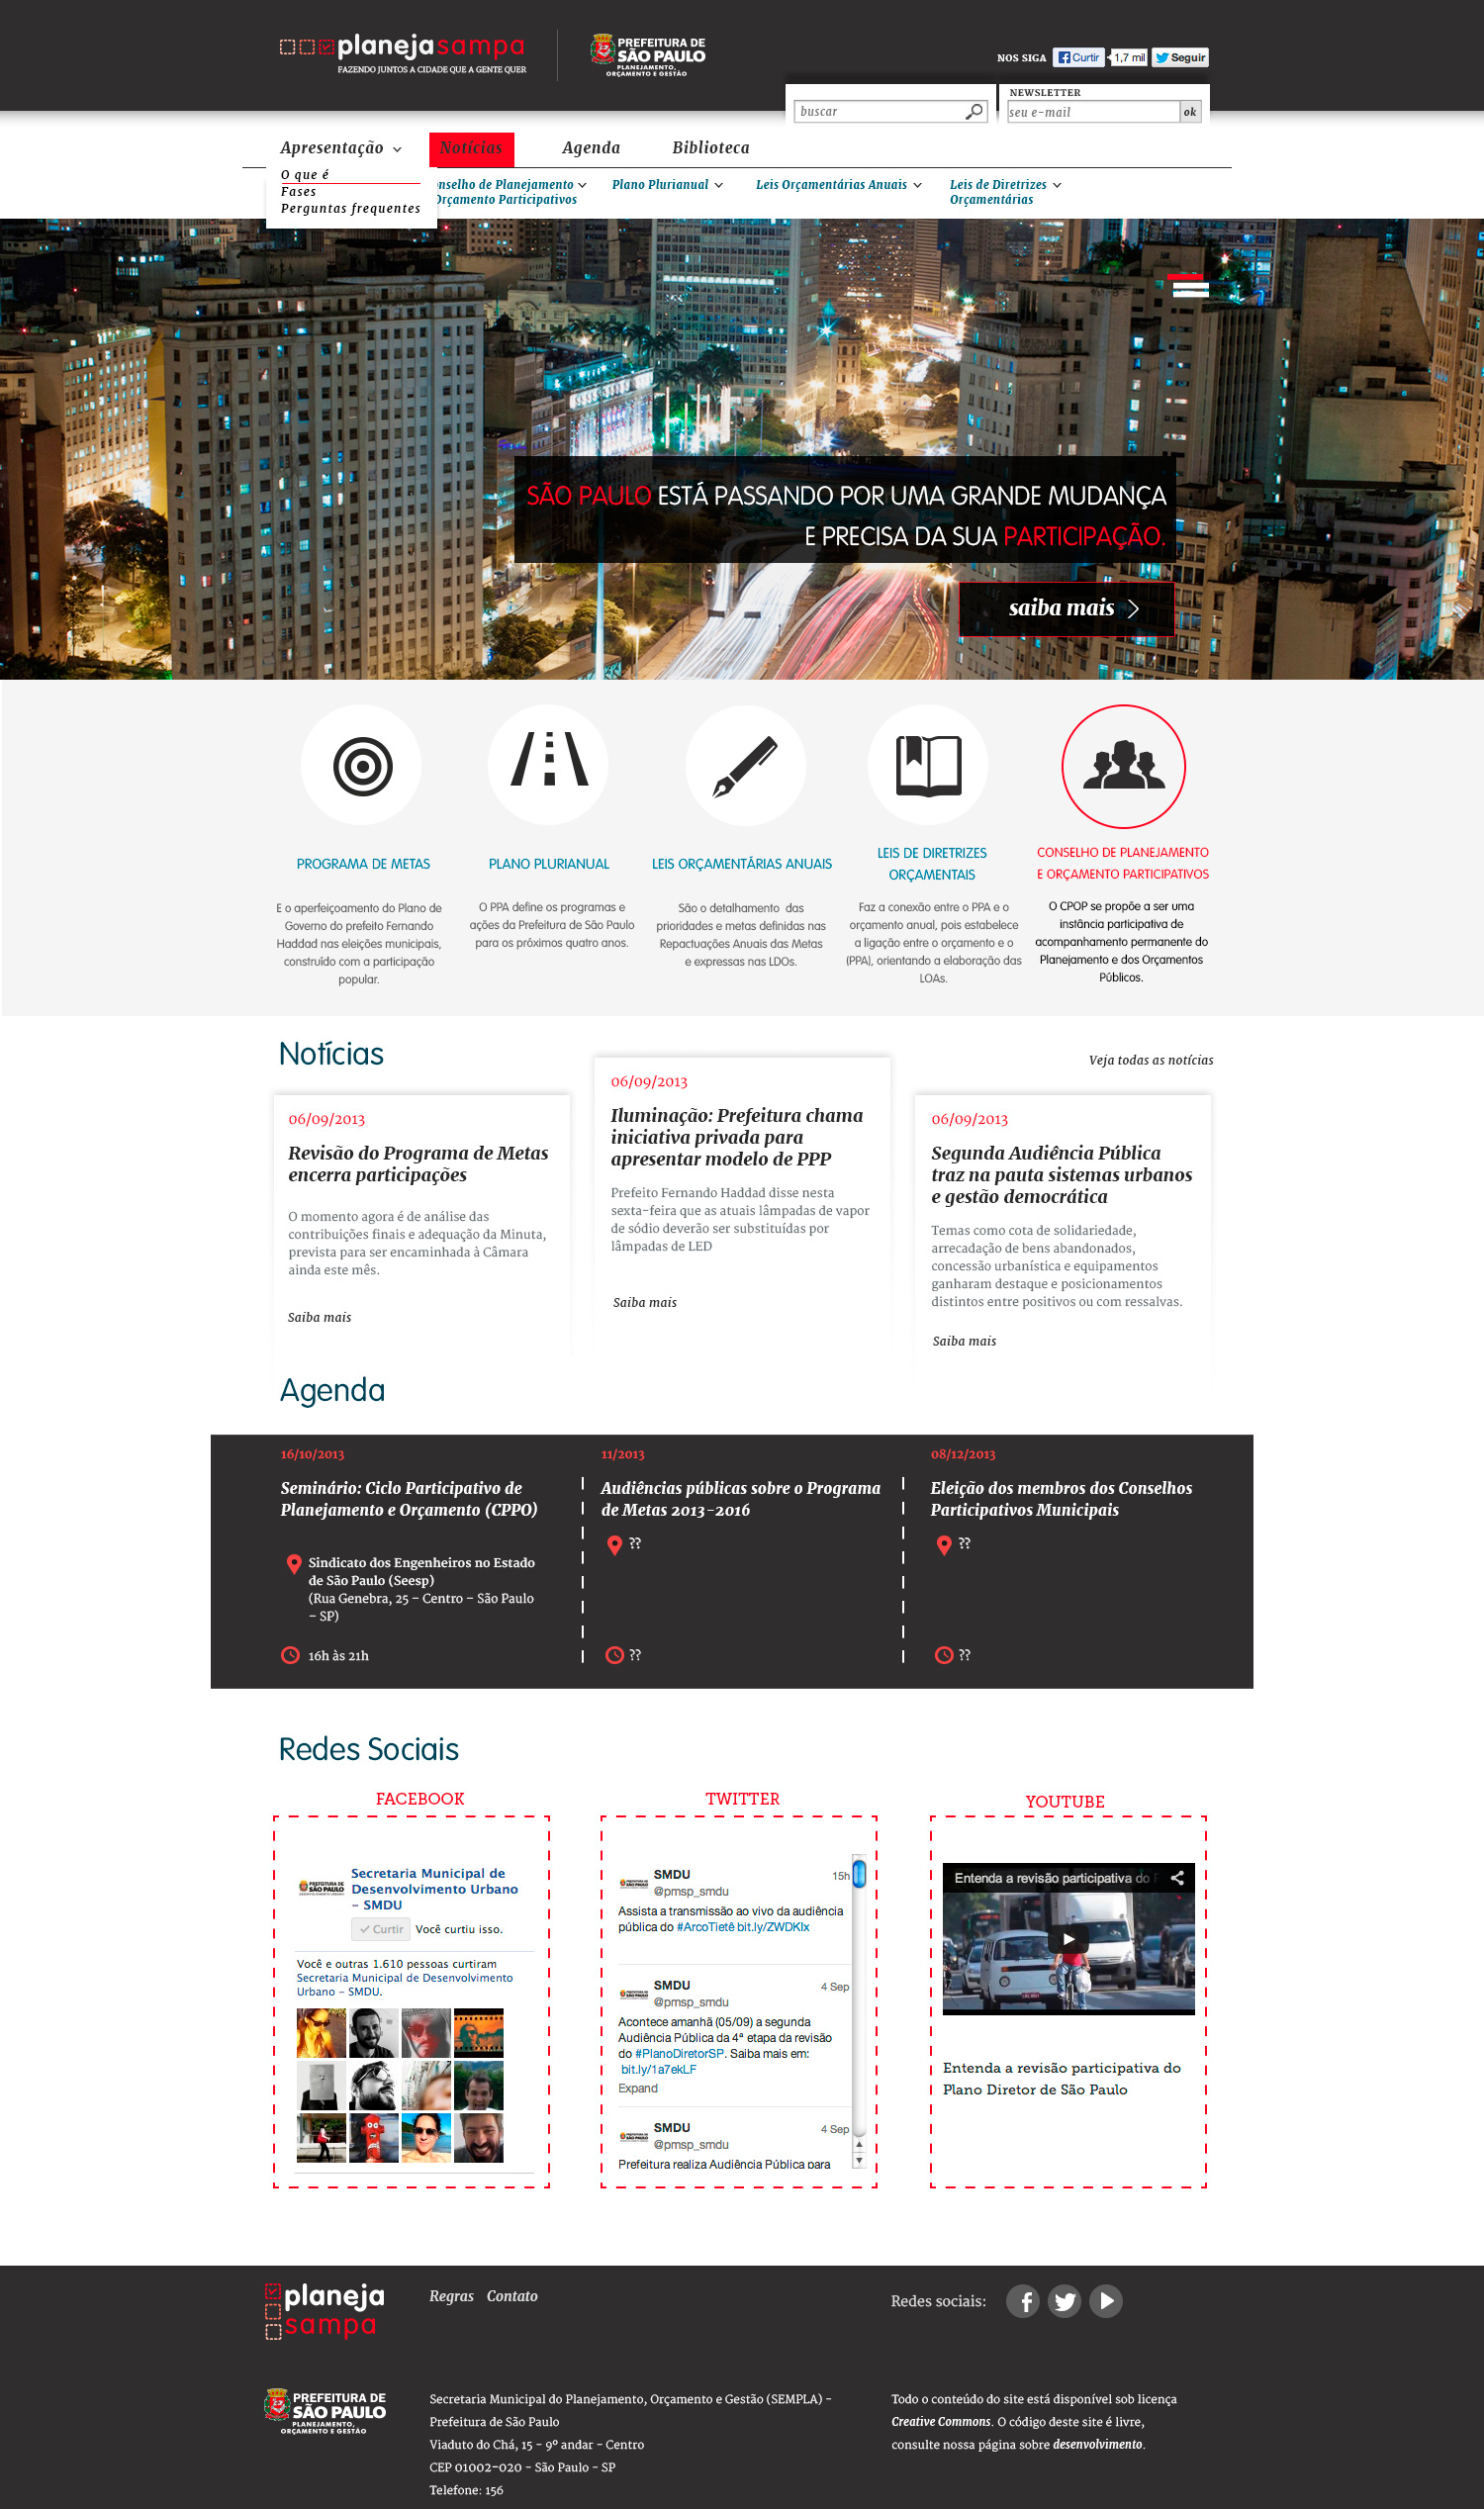 planejasampa
FAZENDO JUNTOS A CIDADE QUE A GENTE QUER
PREFEITURA DE
SÃO PAULO
PLANEJAMENTO,
ORÇAMENTO E GESTÃO
NOS SIGA
Curtir
1,7 mil
Seguir
buscar
NEWSLETTER
seu e-mail
ok
Apresentação
Notícias
Agenda
Biblioteca
O que é
Fases
Perguntas frequentes
nselho de Planejamento
Orçamento Participativos
Plano Plurianual
Leis Orçamentárias Anuais
Leis de Diretrizes
Orçamentárias
SÃO PAULO ESTÁ PASSANDO POR UMA GRANDE MUDANÇA
E PRECISA DA SUA PARTICIPAÇÃO.
saiba mais
PROGRAMA DE METAS
E o aperfeiçoamento do Plano de
Governo do prefeito Fernando
Haddad nas eleições municipais,
construído com a participação
popular.
PLANO PLURIANUAL
O PPA define os programas e
ações da Prefeitura de São Paulo
para os próximos quatro anos.
LEIS ORÇAMENTÁRIAS ANUAIS
São o detalhamento das
prioridades e metas definidas nas
Repactuações Anuais das Metas
e expressas nas LDOs.
LEIS DE DIRETRIZES
ORÇAMENTAIS
Faz a conexão entre o PPA e o
orçamento anual, pois estabelece
a ligação entre o orçamento e o
(PPA), orientando a elaboração das
LOAs.
CONSELHO DE PLANEJAMENTO
E ORÇAMENTO PARTICIPATIVOS
O CPOP se propõe a ser uma
instância participativa de
acompanhamento permanente do
Planejamento e dos Orçamentos
Públicos.
Notícias
Veja todas as notícias
06/09/2013
Revisão do Programa de Metas
encerra participações
O momento agora é de análise das
contribuições finais e adequação da Minuta,
prevista para ser encaminhada à Câmara
ainda este mês.
Saiba mais
06/09/2013
Iluminação: Prefeitura chama
iniciativa privada para
apresentar modelo de PPP
Prefeito Fernando Haddad disse nesta
sexta-feira que as atuais lâmpadas de vapor
de sódio deverão ser substituídas por
lâmpadas de LED
Saiba mais
06/09/2013
Segunda Audiência Pública
traz na pauta sistemas urbanos
e gestão democrática
Temas como cota de solidariedade,
arrecadação de bens abandonados,
concessão urbanística e equipamentos
ganharam destaque e posicionamentos
distintos entre positivos ou com ressalvas.
Saiba mais
Agenda
16/10/2013
Seminário: Ciclo Participativo de
Planejamento e Orçamento (CPPO)
Sindicato dos Engenheiros no Estado
de São Paulo (Seesp)
(Rua Genebra, 25 – Centro – São Paulo
– SP)
16h às 21h
11/2013
Audiências públicas sobre o Programa
de Metas 2013-2016
??
??
08/12/2013
Eleição dos membros dos Conselhos
Participativos Municipais
??
??
Redes Sociais
FACEBOOK
PREFEITURA DE
SÃO PAULO
Secretaria Municipal de
Desenvolvimento Urbano
– SMDU
Curtir
Você curtiu isso.
Você e outras 1.610 pessoas curtiram
Secretaria Municipal de Desenvolvimento
Urbano – SMDU.
TWITTER
SMDU
15h
@pmsp_smdu
Assista a transmissão ao vivo da audiência
pública do #ArcoTietê bit.ly/ZWDKIx
SMDU
4 Sep
@pmsp_smdu
Acontece amanhã (05/09) a segunda
Audiência Pública da 4ª etapa da revisão
do #PlanoDiretorSP. Saiba mais em:
bit.ly/1a7ekLF
Expand
SMDU
4 Sep
@pmsp_smdu
Prefeitura realiza Audiência Pública para
YOUTUBE
Entenda a revisão participativa do
Entenda a revisão participativa do
Plano Diretor de São Paulo
planeja
sampa
Regras
Contato
Redes sociais:
PREFEITURA DE
SÃO PAULO
PLANEJAMENTO,
ORÇAMENTO E GESTÃO
Secretaria Municipal do Planejamento, Orçamento e Gestão (SEMPLA) -
Prefeitura de São Paulo
Viaduto do Chá, 15 - 9º andar - Centro
CEP 01002-020 - São Paulo - SP
Telefone: 156
Todo o conteúdo do site está disponível sob licença
Creative Commons. O código deste site é livre,
consulte nossa página sobre desenvolvimento.